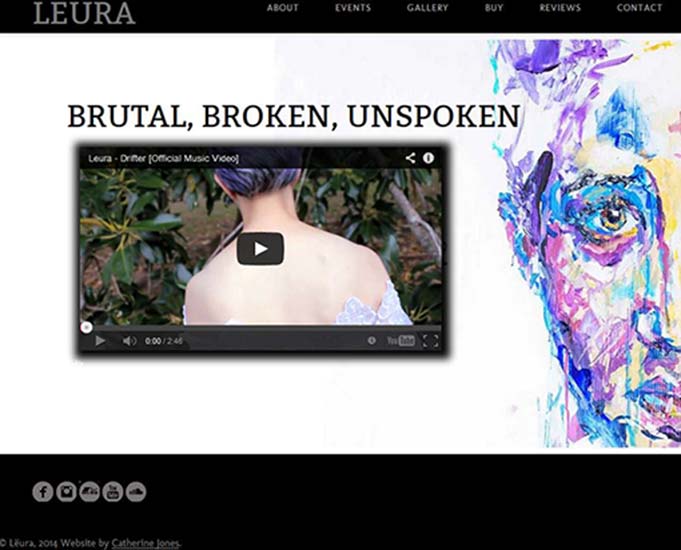 LEURA
ABOUT EVENTS GALLERY BUY REVIEWS CONTACT
BRUTAL, BROKEN, UNSPOKEN
Leura - Drifter [Official Music Video]
0:00 / 2:46 YouTube
© Lëura, 2014 Website by Catherine Jones.